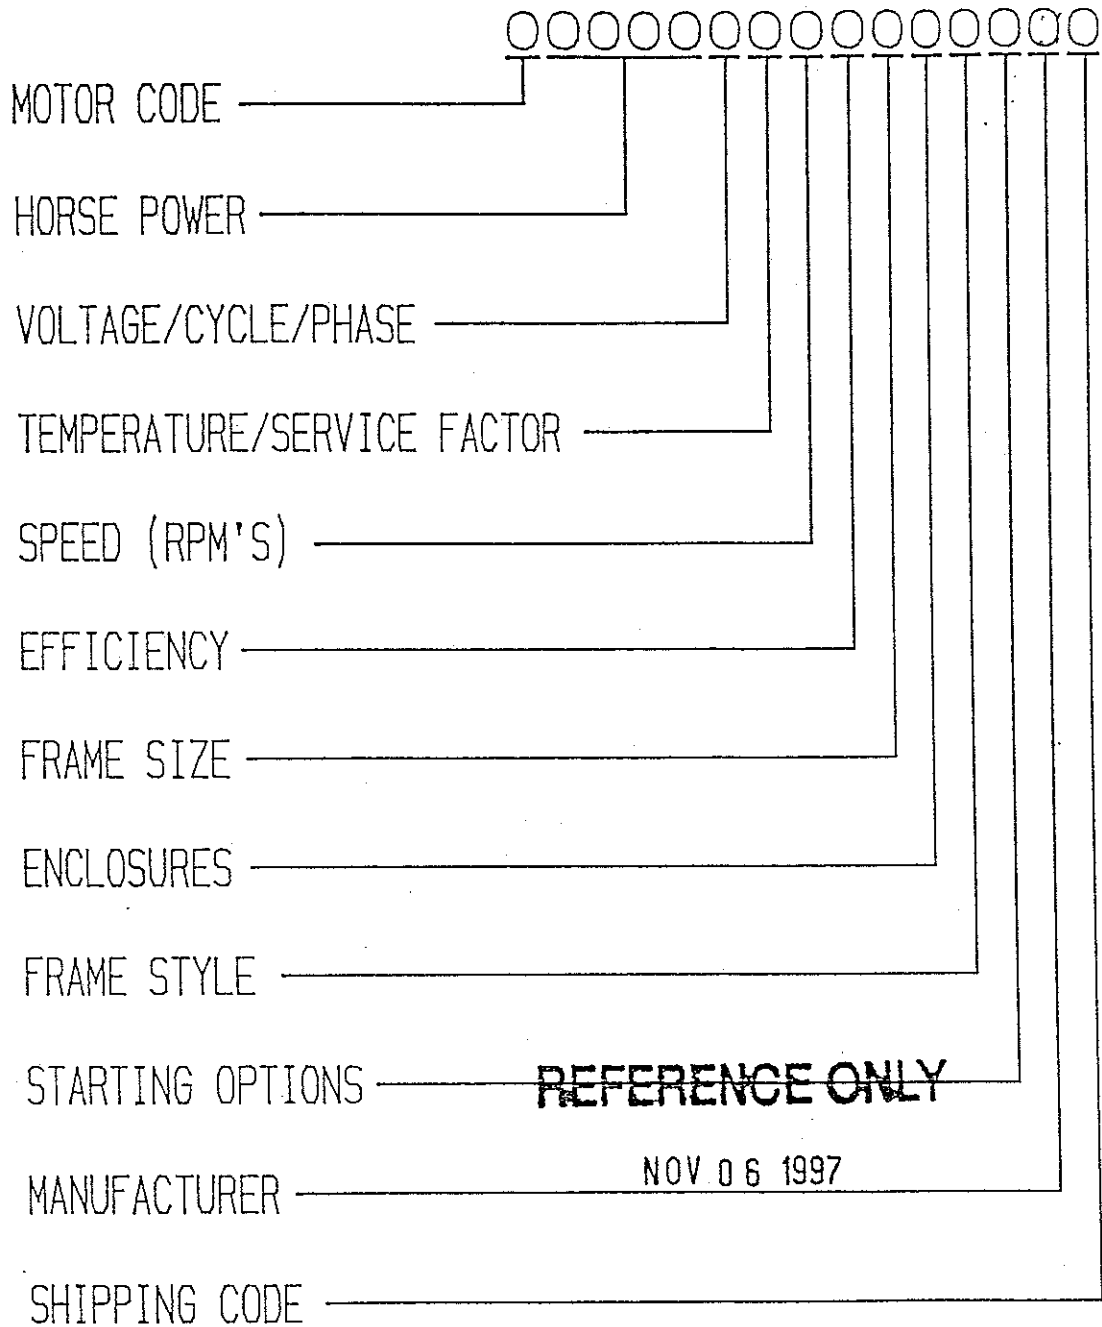 000000000000000
MOTOR CODE
HORSE POWER
VOLTAGE/CYCLE/PHASE
TEMPERATURE/SERVICE FACTOR
SPEED (RPM'S)
EFFICIENCY
FRAME SIZE
ENCLOSURES
FRAME STYLE
STARTING OPTIONS
REFERENCE ONLY
NOV 06 1997
MANUFACTURER
SHIPPING CODE